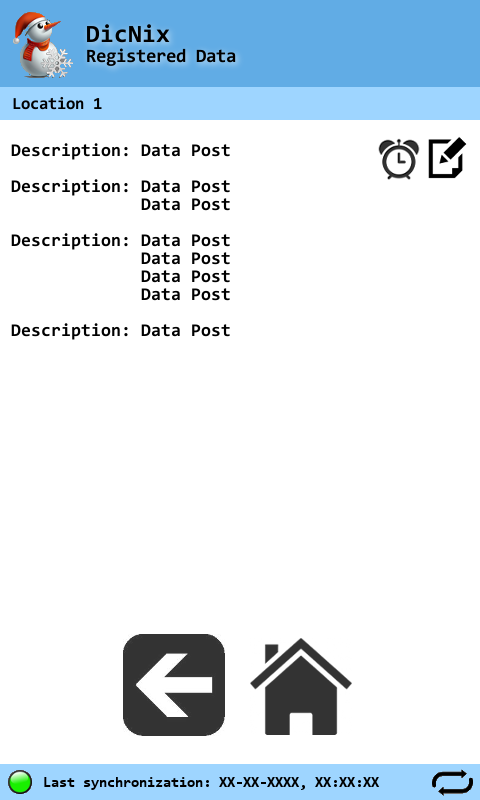 DicNix
Registered Data
Location 1
Description: Data Post
Description: Data Post
Data Post
Description: Data Post
Data Post
Data Post
Data Post
Description: Data Post
Last synchronization: XX-XX-XXXX, XX:XX:XX